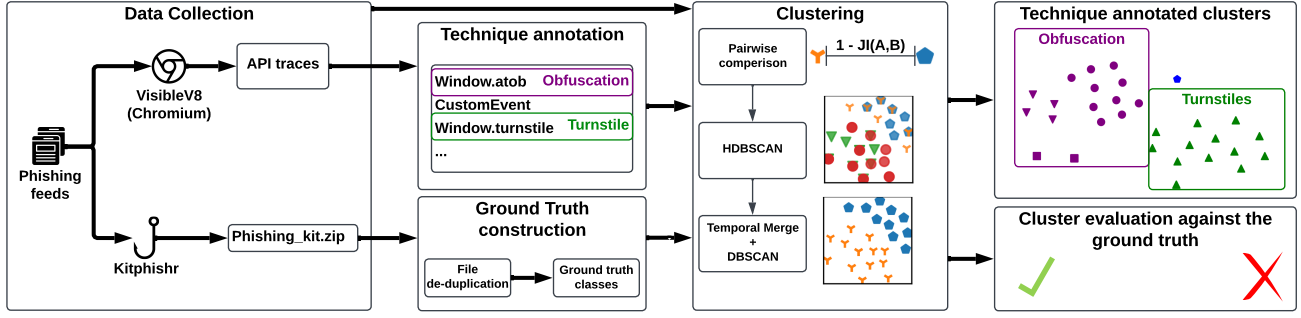 Data Collection
Phishing
feeds
VisibleV8
(Chromium)
API traces
Kitphishr
Phishing_kit.zip
Technique annotation
Window.atob Obfuscation
CustomEvent
Window.turnstile Turnstile
...
Ground Truth
construction
File
de-duplication
Ground truth
classes
Clustering
Pairwise
comparison
1 - JI(A,B)
HDBSCAN
Temporal Merge
+
DBSCAN
Technique annotated clusters
Obfuscation
Turnstiles
Cluster evaluation against the
ground truth